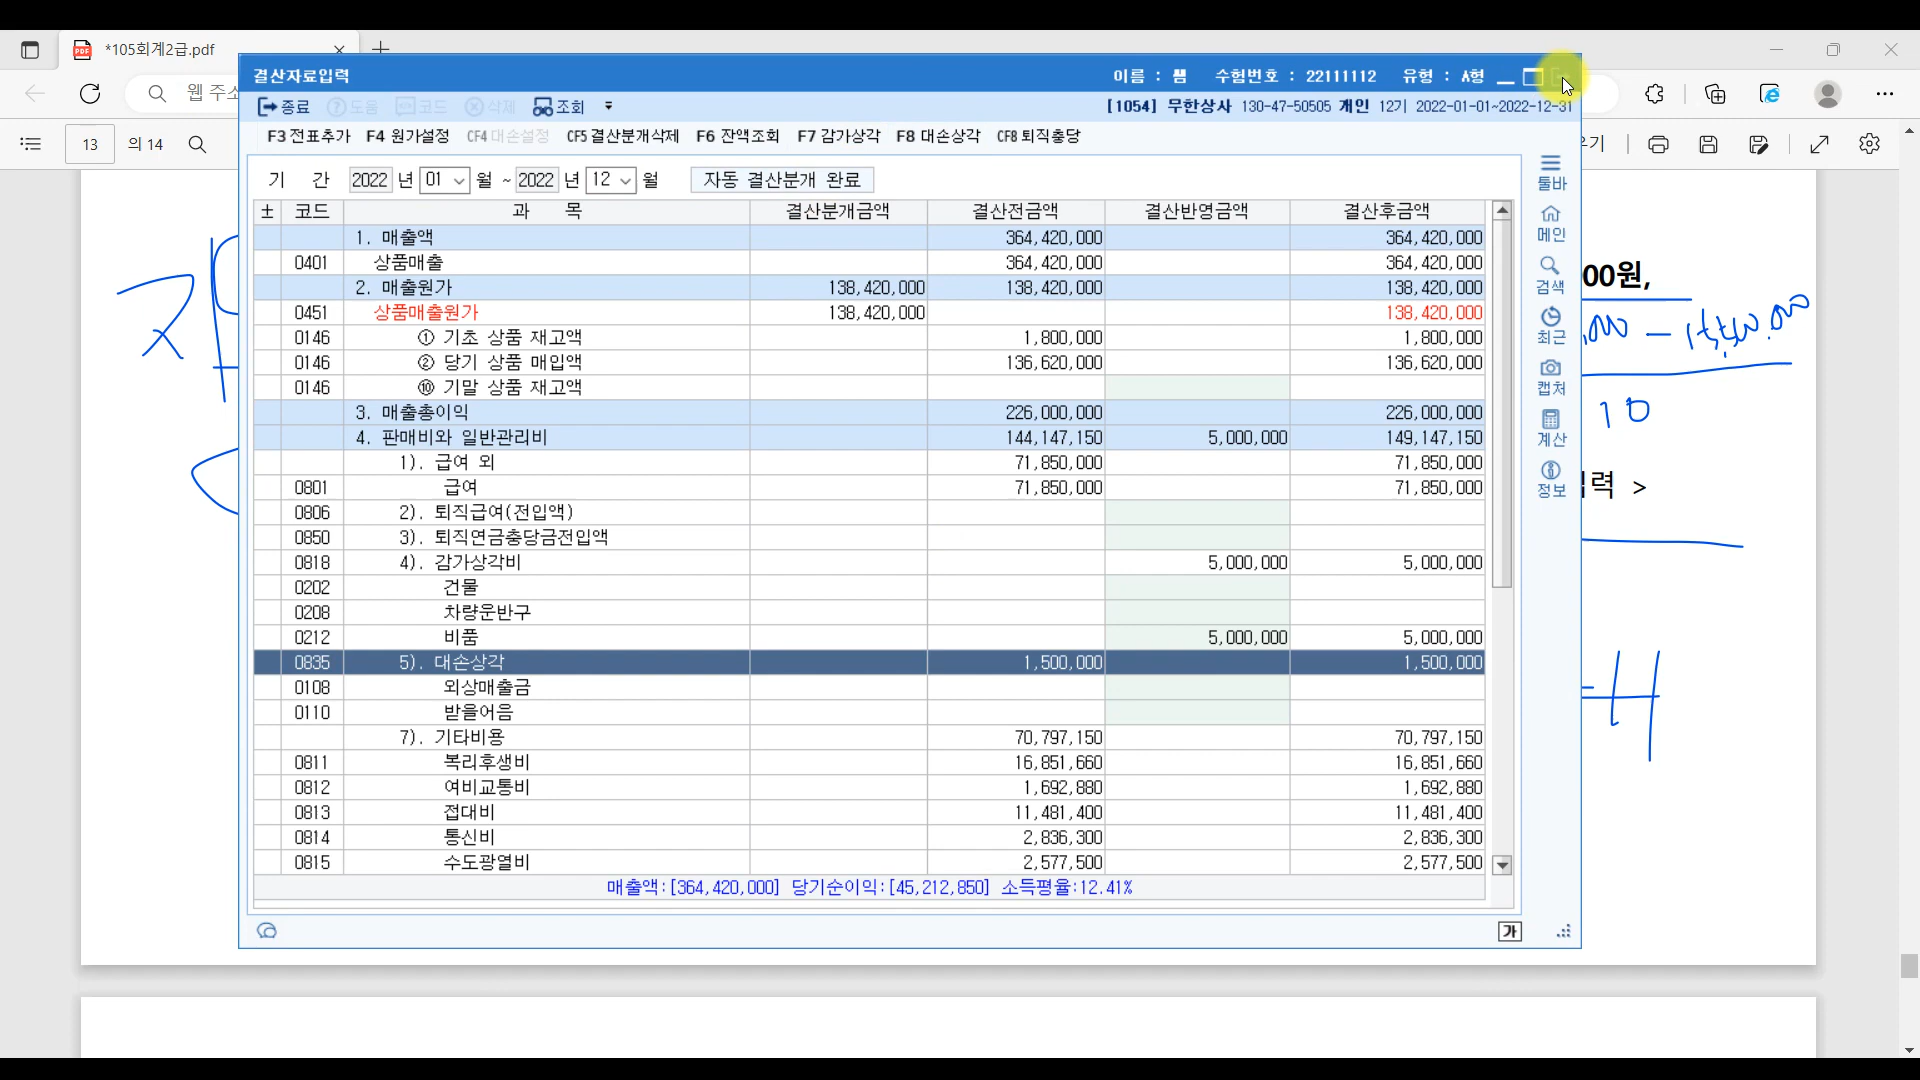 *105회계2급.pdf
웹 주소
13 의 14
결산자료입력 이름 : 쁨 수험번호 : 22111112 유형 : A형
종료 도움 코드 삭제 조회 [1054] 무한상사 130-47-50505 개인 12기 2022-01-01~2022-12-31
F3 전표추가 F4 원가설정 CF4 대손설정 CF5 결산분개삭제 F6 잔액조회 F7 감가상각 F8 대손상각 CF8 퇴직충당
기 간 2022 년 01 월 ~ 2022 년 12 월 자동 결산분개 완료
± 코드 과 목 결산분개금액 결산전금액 결산반영금액 결산후금액
1. 매출액 364,420,000 364,420,000
0401 상품매출 364,420,000 364,420,000
2. 매출원가 138,420,000 138,420,000 138,420,000
0451 상품매출원가 138,420,000 138,420,000
0146 ① 기초 상품 재고액 1,800,000 1,800,000
0146 ② 당기 상품 매입액 136,620,000 136,620,000
0146 ⑩ 기말 상품 재고액
3. 매출총이익 226,000,000 226,000,000
4. 판매비와 일반관리비 144,147,150 5,000,000 149,147,150
1). 급여 외 71,850,000 71,850,000
0801 급여 71,850,000 71,850,000
0806 2). 퇴직급여(전입액)
0850 3). 퇴직연금충당금전입액
0818 4). 감가상각비 5,000,000 5,000,000
0202 건물
0208 차량운반구
0212 비품 5,000,000 5,000,000
0835 5). 대손상각 1,500,000 1,500,000
0108 외상매출금
0110 받을어음
7). 기타비용 70,797,150 70,797,150
0811 복리후생비 16,851,660 16,851,660
0812 여비교통비 1,692,880 1,692,880
0813 접대비 11,481,400 11,481,400
0814 통신비 2,836,300 2,836,300
0815 수도광열비 2,577,500 2,577,500
매출액:[364,420,000] 당기순이익:[45,212,850] 소득평율:12.41%
가
툴바
메인
검색
최근
캡처
계산
정보
00원,
10
력 >